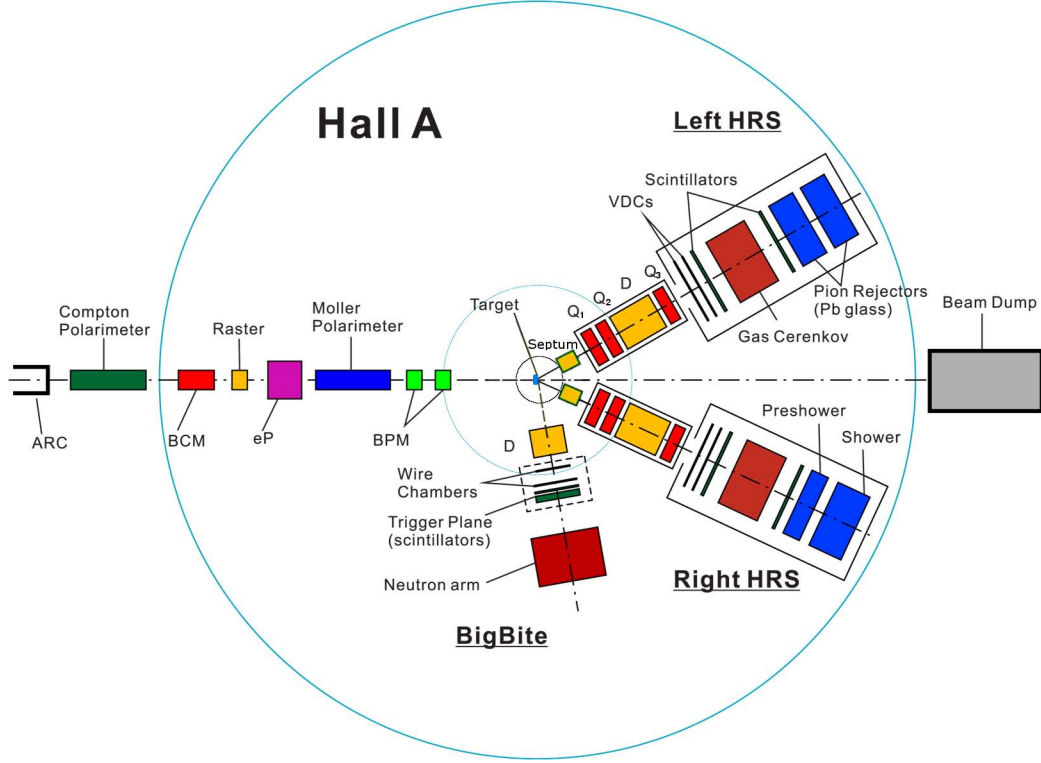 Hall A
Left HRS
Scintillators
VDCs
Q₃
D
Q₂
Q₁
Pion Rejectors
(Pb glass)
Gas Cerenkov
Beam Dump
Target
Septum
Compton
Polarimeter
Raster
Moller
Polarimeter
ARC
BCM
eP
BPM
D
Wire
Chambers
Trigger Plane
(scintillators)
Neutron arm
BigBite
Preshower
Shower
Right HRS